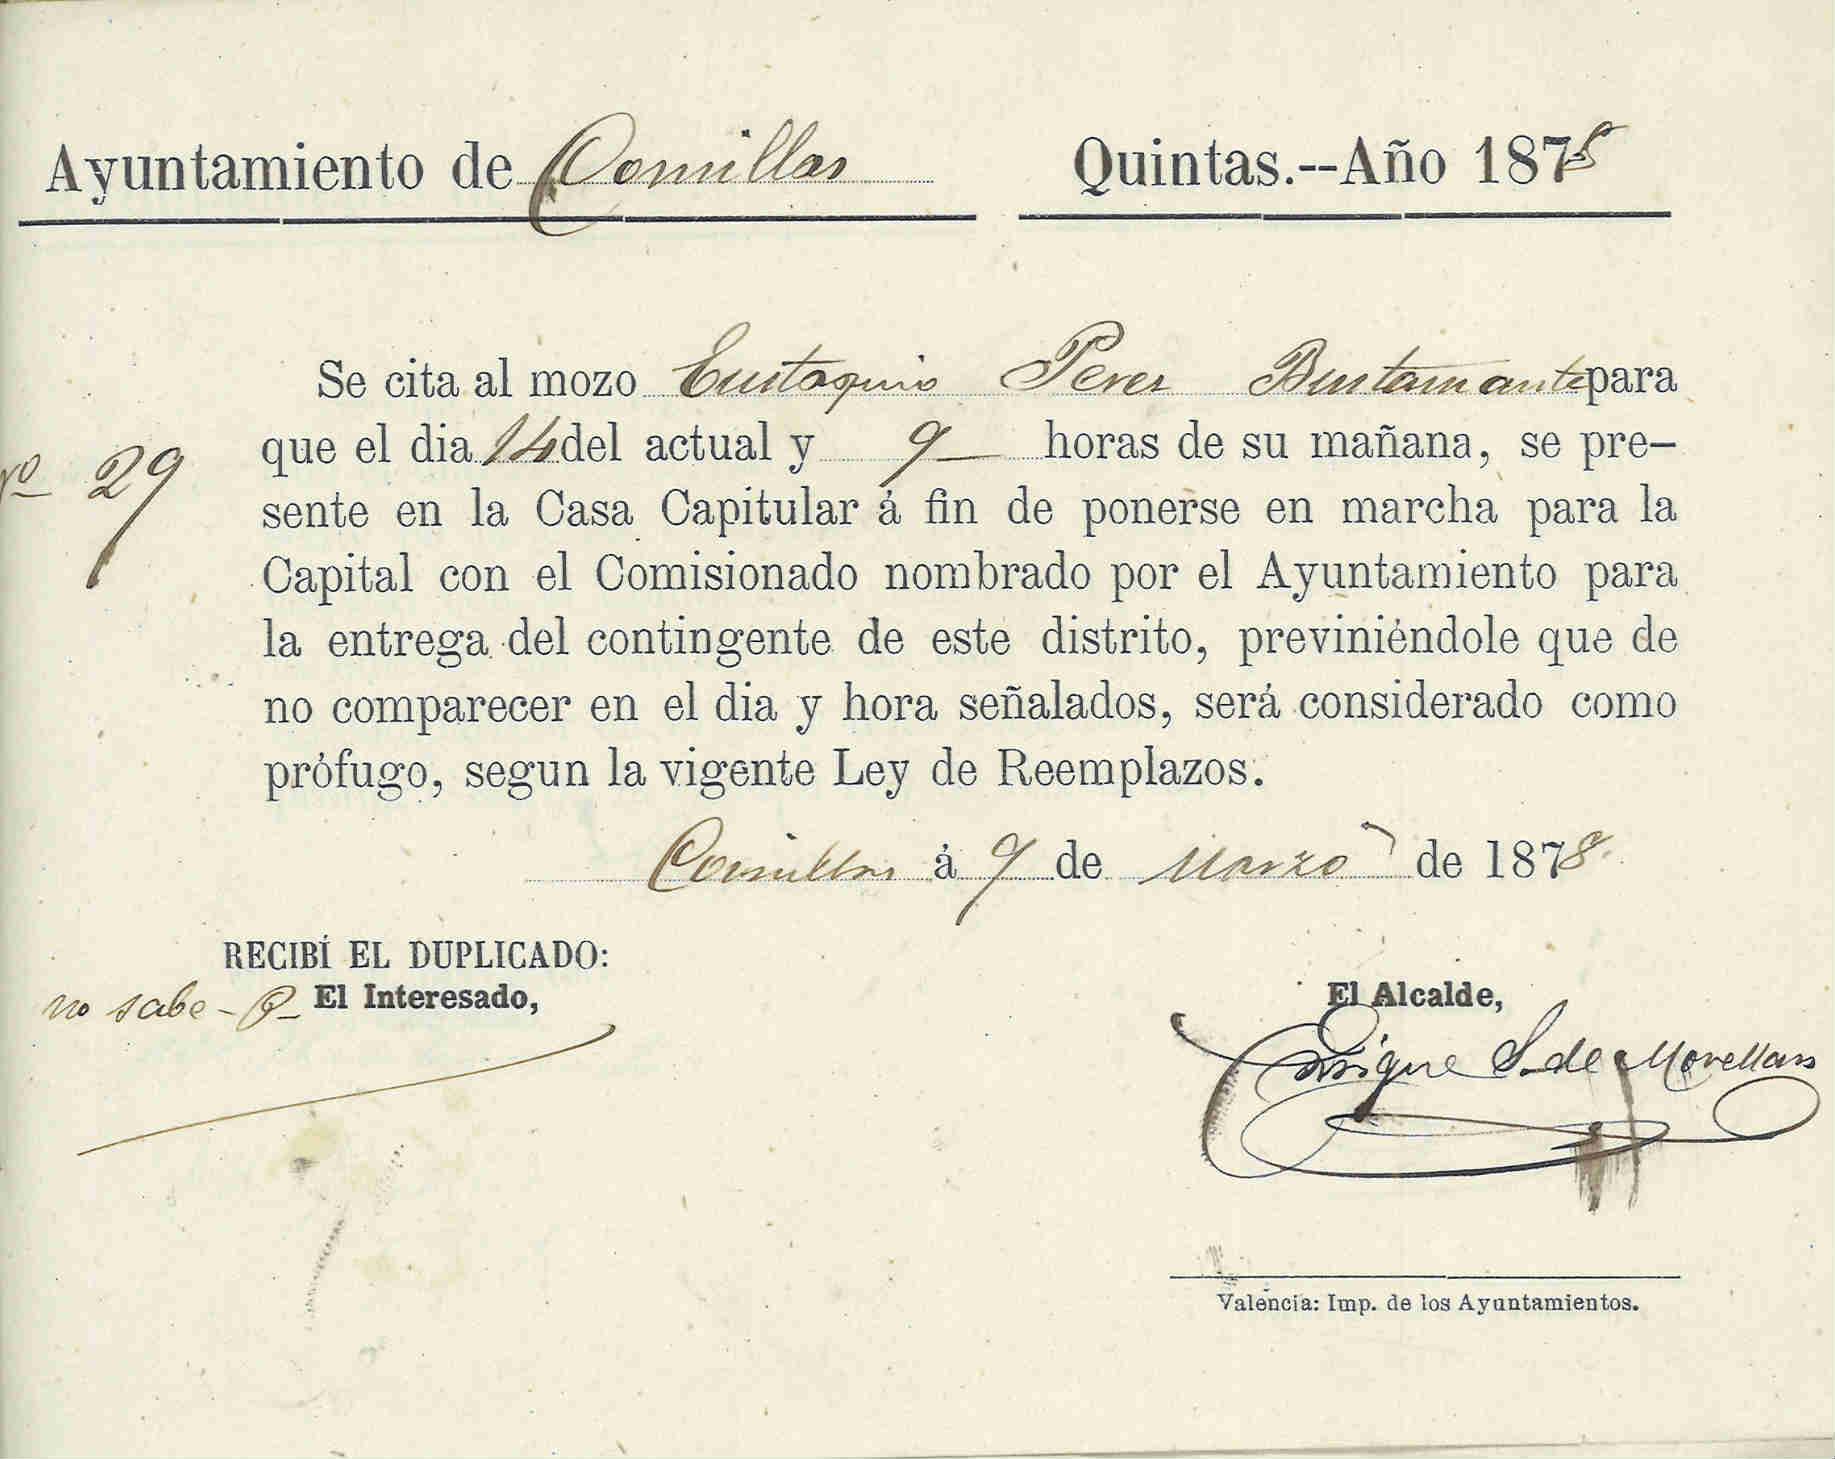 Ayuntamiento de Comillas Quintas.--Año 1878
Se cita al mozo Eustaquio Perez Bustamante para
que el dia 14 del actual y 9 horas de su mañana, se pre-
nº 29
sente en la Casa Capitular á fin de ponerse en marcha para la
Capital con el Comisionado nombrado por el Ayuntamiento para
la entrega del contingente de este distrito, previniéndole que de
no comparecer en el dia y hora señalados, será considerado como
prófugo, segun la vigente Ley de Reemplazos.
Comillas á 9 de Marzo de 1878.
RECIBÍ EL DUPLICADO:
no sabe - El Interesado,
El Alcalde,
Enrique S. de Movellan
Valencia: Imp. de los Ayuntamientos.